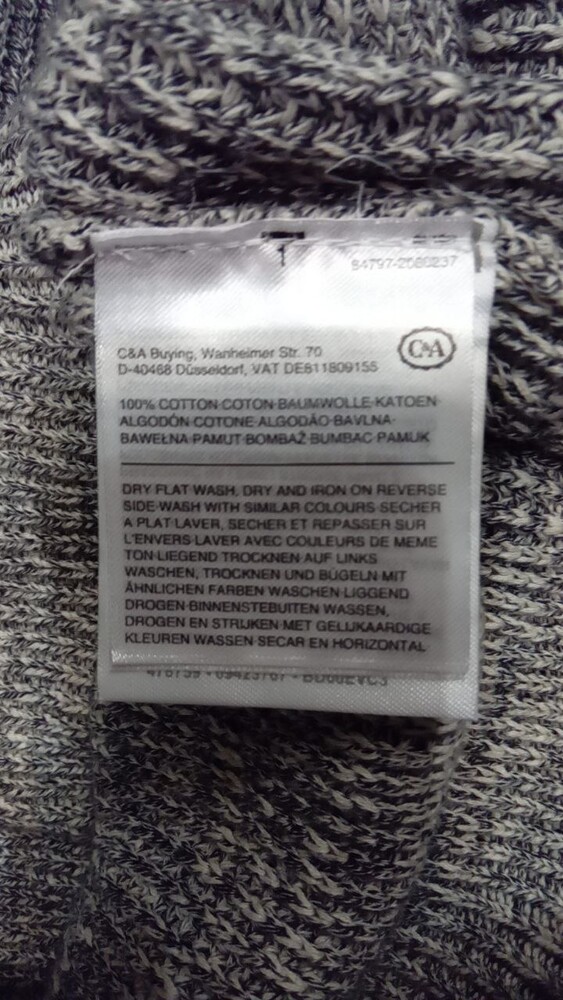 1
84797-2080237
C&A
C&A Buying, Wanheimer Str. 70
D-40468 Düsseldorf, VAT DE811809155
100% COTTON·COTON·BAUMWOLLE·KATOEN·
ALGODÓN·COTONE·ALGODÃO·BAVLNA·
BAWEŁNA·PAMUT·BOMBAŽ·BUMBAC·PAMUK
DRY FLAT·WASH, DRY AND IRON ON REVERSE
SIDE·WASH WITH SIMILAR COLOURS·SECHER
A PLAT·LAVER, SECHER ET REPASSER SUR
L'ENVERS·LAVER AVEC COULEURS DE MEME
TON·LIEGEND TROCKNEN·AUF LINKS
WASCHEN, TROCKNEN UND BÜGELN·MIT
ÄHNLICHEN FARBEN WASCHEN·LIGGEND
DROGEN·BINNENSTEBUITEN WASSEN,
DROGEN EN STRIJKEN·MET GELIJKAARDIGE
KLEUREN WASSEN·SECAR EN HORIZONTAL·